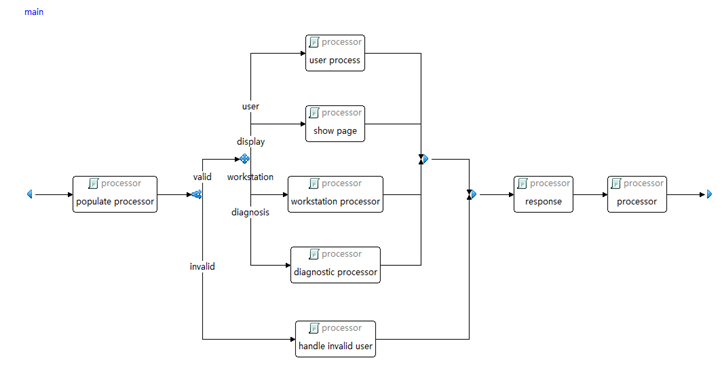 main
processor
user process
user
processor
show page
display
valid
workstation
processor
populate processor
processor
workstation processor
processor
response
processor
processor
diagnosis
processor
diagnostic processor
invalid
processor
handle invalid user